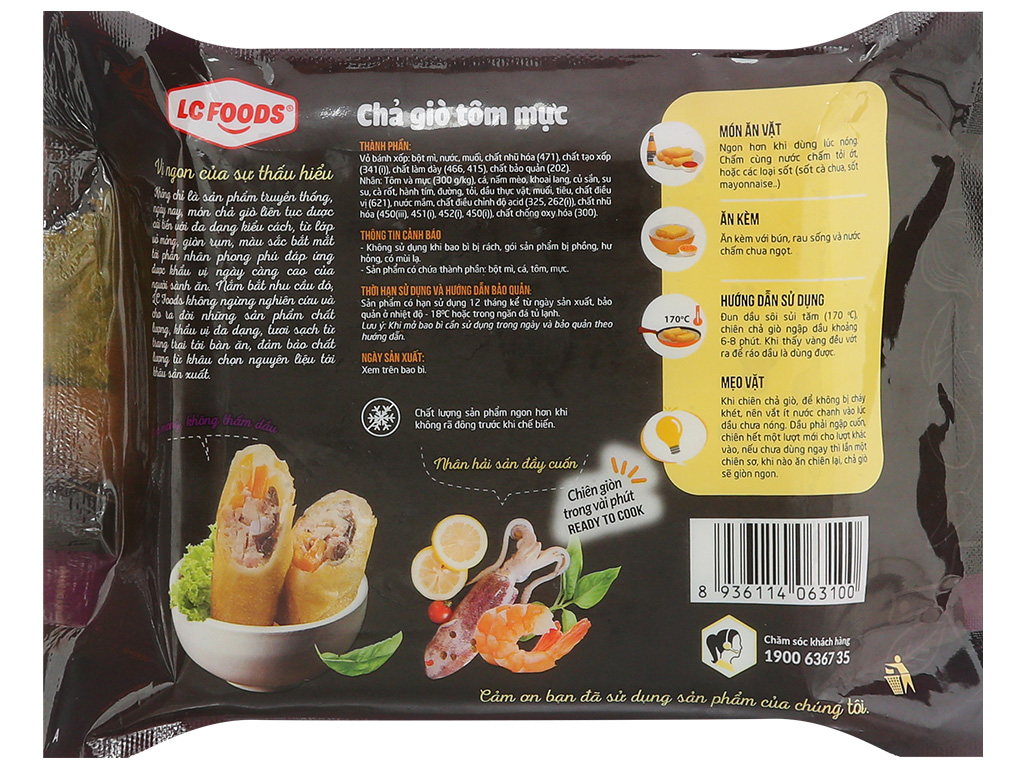 LC FOODS®
Vị ngon của sự thấu hiểu
Không chỉ là sản phẩm truyền thống,
ngày nay, món chả giò liên tục được
cải tiến với đa dạng kiểu cách, từ lớp
vỏ mỏng, giòn rụm, màu sắc bắt mắt
tới phần nhân phong phú đáp ứng
được khẩu vị ngày càng cao của
người sành ăn. Nắm bắt nhu cầu đó,
LC Foods không ngừng nghiên cứu và
cho ra đời những sản phẩm chất
lượng, khẩu vị đa dạng, tươi sạch từ
trang trại tới bàn ăn, đảm bảo chất
lượng từ khâu chọn nguyên liệu tới
khâu sản xuất.
không thấm dầu
Chả giò tôm mực
THÀNH PHẦN:
Vỏ bánh xốp: bột mì, nước, muối, chất nhũ hóa (471), chất tạo xốp
(341(i)), chất làm dày (466, 415), chất bảo quản (202).
Nhân: Tôm và mực (300 g/kg), cá, nấm mèo, khoai lang, củ sắn, su
su, cà rốt, hành tím, đường, tỏi, dầu thực vật, muối, tiêu, chất điều
vị (621), nước mắm, chất điều chỉnh độ acid (325, 262(i)), chất nhũ
hóa (450(iii), 451(i), 452(i), 450(i)), chất chống oxy hóa (300).
THÔNG TIN CẢNH BÁO
- Không sử dụng khi bao bì bị rách, gói sản phẩm bị phồng, hư
hỏng, có mùi lạ.
- Sản phẩm có chứa thành phần: bột mì, cá, tôm, mực.
THỜI HẠN SỬ DỤNG VÀ HƯỚNG DẪN BẢO QUẢN:
Sản phẩm có hạn sử dụng 12 tháng kể từ ngày sản xuất, bảo
quản ở nhiệt độ - 18ºC hoặc trong ngăn đá tủ lạnh.
Lưu ý: Khi mở bao bì cần sử dụng trong ngày và bảo quản theo
hướng dẫn.
NGÀY SẢN XUẤT:
Xem trên bao bì.
Chất lượng sản phẩm ngon hơn khi
không rã đông trước khi chế biến.
Nhân hải sản đầy cuốn
Chiên giòn
trong vài phút
READY TO COOK
MÓN ĂN VẶT
Ngon hơn khi dùng lúc nóng
Chấm cùng nước chấm tỏi ớt,
hoặc các loại sốt (sốt cà chua, sốt
mayonnaise..)
ĂN KÈM
Ăn kèm với bún, rau sống và nước
chấm chua ngọt.
170°C
HƯỚNG DẪN SỬ DỤNG
Đun dầu sôi sủi tăm (170 ºC),
chiên chả giò ngập dầu khoảng
6-8 phút. Khi thấy vàng đều vớt
ra để ráo dầu là dùng được.
MẸO VẶT
Khi chiên chả giò, để không bị cháy
khét, nên vắt ít nước chanh vào lúc
dầu chưa nóng. Dầu phải ngập cuốn,
chiên hết một lượt mới cho lượt khác
vào, nếu chưa dùng ngay thì lần một
chiên sơ, khi nào ăn chiên lại, chả giò
sẽ giòn ngon.
8 936114 063100
Chăm sóc khách hàng
1900 6367 35
Cảm ơn bạn đã sử dụng sản phẩm của chúng tôi.